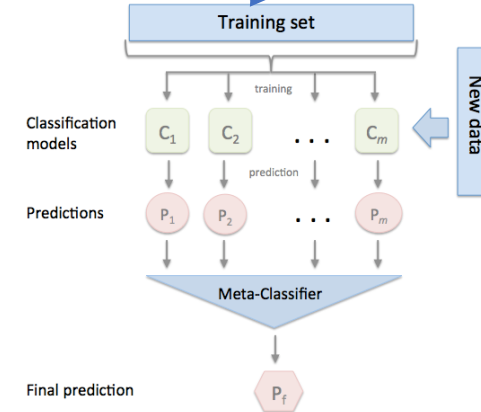 Training set
training
Classification
models
C1 C2 . . . Cm
New data
prediction
Predictions
P1 P2 . . . Pm
Meta-Classifier
Final prediction
Pf